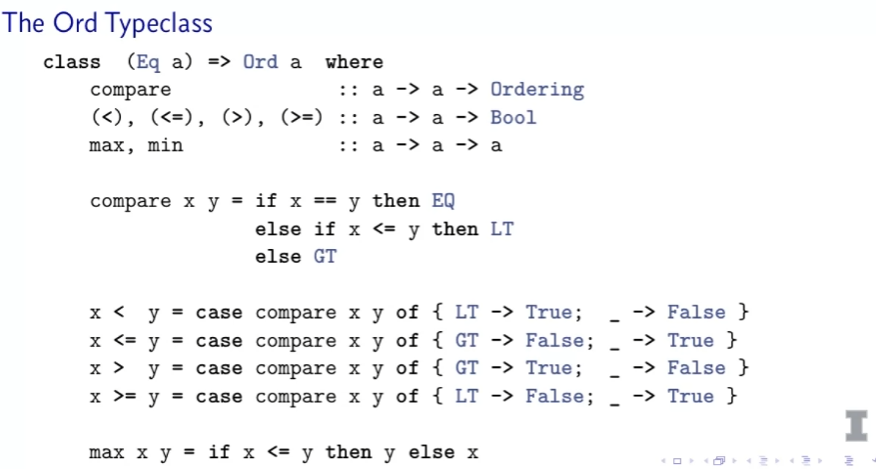 The Ord Typeclass
class (Eq a) => Ord a where
compare :: a -> a -> Ordering
(<), (<=), (>), (>=) :: a -> a -> Bool
max, min :: a -> a -> a
compare x y = if x == y then EQ
else if x <= y then LT
else GT
x < y = case compare x y of { LT -> True; _ -> False }
x <= y = case compare x y of { GT -> False; _ -> True }
x > y = case compare x y of { GT -> True; _ -> False }
x >= y = case compare x y of { LT -> False; _ -> True }
max x y = if x <= y then y else x
I